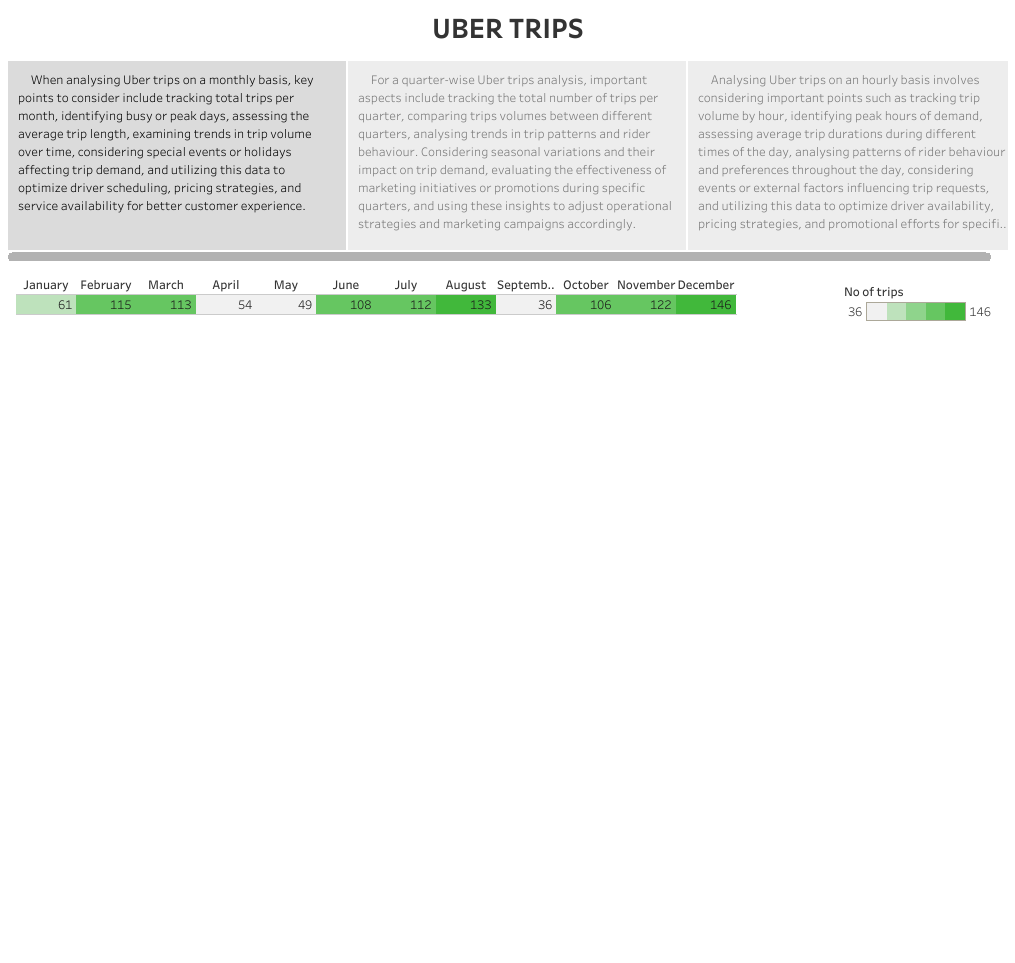 UBER TRIPS
When analysing Uber trips on a monthly basis, key
points to consider include tracking total trips per
month, identifying busy or peak days, assessing the
average trip length, examining trends in trip volume
over time, considering special events or holidays
affecting trip demand, and utilizing this data to
optimize driver scheduling, pricing strategies, and
service availability for better customer experience.
For a quarter-wise Uber trips analysis, important
aspects include tracking the total number of trips per
quarter, comparing trips volumes between different
quarters, analysing trends in trip patterns and rider
behaviour. Considering seasonal variations and their
impact on trip demand, evaluating the effectiveness of
marketing initiatives or promotions during specific
quarters, and using these insights to adjust operational
strategies and marketing campaigns accordingly.
Analysing Uber trips on an hourly basis involves
considering important points such as tracking trip
volume by hour, identifying peak hours of demand,
assessing average trip durations during different
times of the day, analysing patterns of rider behaviour
and preferences throughout the day, considering
events or external factors influencing trip requests,
and utilizing this data to optimize driver availability,
pricing strategies, and promotional efforts for specifi..
January February March April May June July August Septemb.. October November December
61 115 113 54 49 108 112 133 36 106 122 146
No of trips
36 146